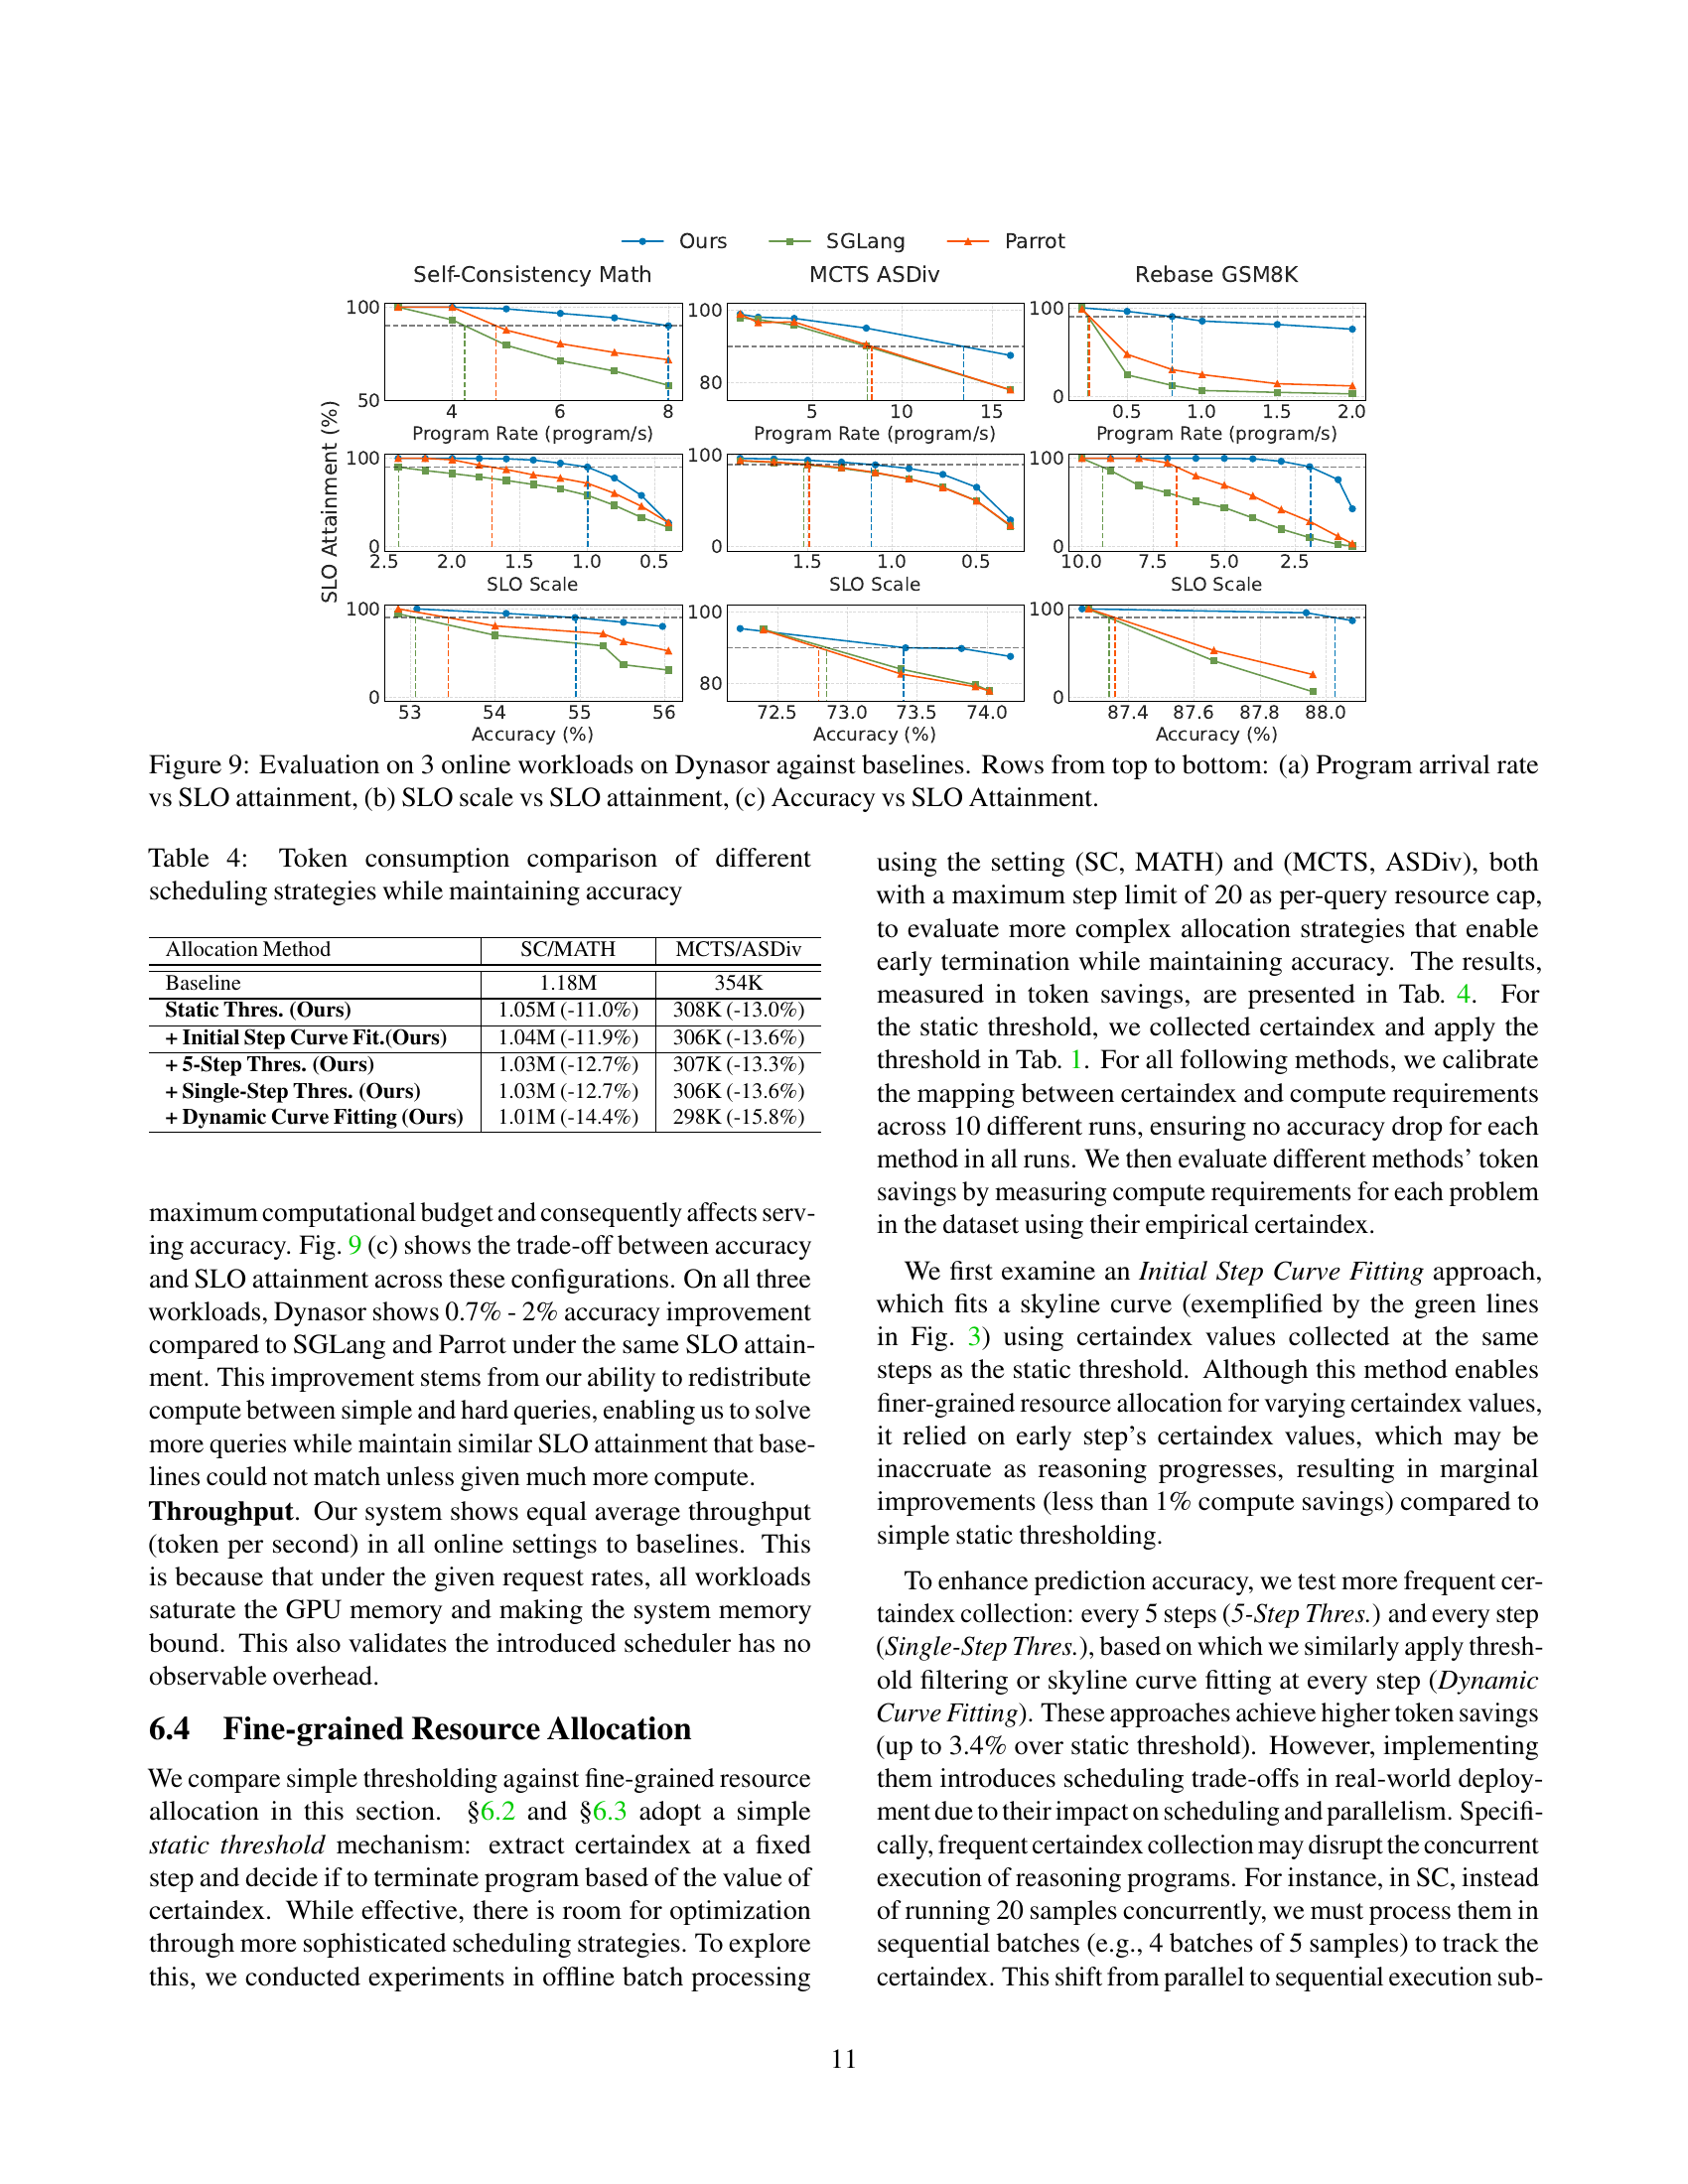 Ours SGLang Parrot
Self-Consistency Math MCTS ASDiv Rebase GSM8K
SLO Attainment (%)
100
50
4 6 8
Program Rate (program/s)
100
80
5 10 15
Program Rate (program/s)
100
0
0.5 1.0 1.5 2.0
Program Rate (program/s)
100
0
2.5 2.0 1.5 1.0 0.5
SLO Scale
100
0
1.5 1.0 0.5
SLO Scale
100
0
10.0 7.5 5.0 2.5
SLO Scale
100
0
53 54 55 56
Accuracy (%)
100
80
72.5 73.0 73.5 74.0
Accuracy (%)
100
0
87.4 87.6 87.8 88.0
Accuracy (%)
Figure 9: Evaluation on 3 online workloads on Dynasor against baselines. Rows from top to bottom: (a) Program arrival rate
vs SLO attainment, (b) SLO scale vs SLO attainment, (c) Accuracy vs SLO Attainment.
Table 4: Token consumption comparison of different
scheduling strategies while maintaining accuracy
Allocation Method SC/MATH MCTS/ASDiv
Baseline 1.18M 354K
Static Thres. (Ours) 1.05M (-11.0%) 308K (-13.0%)
+ Initial Step Curve Fit.(Ours) 1.04M (-11.9%) 306K (-13.6%)
+ 5-Step Thres. (Ours) 1.03M (-12.7%) 307K (-13.3%)
+ Single-Step Thres. (Ours) 1.03M (-12.7%) 306K (-13.6%)
+ Dynamic Curve Fitting (Ours) 1.01M (-14.4%) 298K (-15.8%)
maximum computational budget and consequently affects serv-
ing accuracy. Fig. 9 (c) shows the trade-off between accuracy
and SLO attainment across these configurations. On all three
workloads, Dynasor shows 0.7% - 2% accuracy improvement
compared to SGLang and Parrot under the same SLO attain-
ment. This improvement stems from our ability to redistribute
compute between simple and hard queries, enabling us to solve
more queries while maintain similar SLO attainment that base-
lines could not match unless given much more compute.
Throughput. Our system shows equal average throughput
(token per second) in all online settings to baselines. This
is because that under the given request rates, all workloads
saturate the GPU memory and making the system memory
bound. This also validates the introduced scheduler has no
observable overhead.
6.4 Fine-grained Resource Allocation
We compare simple thresholding against fine-grained resource
allocation in this section. §6.2 and §6.3 adopt a simple
static threshold mechanism: extract certaindex at a fixed
step and decide if to terminate program based of the value of
certaindex. While effective, there is room for optimization
through more sophisticated scheduling strategies. To explore
this, we conducted experiments in offline batch processing
using the setting (SC, MATH) and (MCTS, ASDiv), both
with a maximum step limit of 20 as per-query resource cap,
to evaluate more complex allocation strategies that enable
early termination while maintaining accuracy. The results,
measured in token savings, are presented in Tab. 4. For
the static threshold, we collected certaindex and apply the
threshold in Tab. 1. For all following methods, we calibrate
the mapping between certaindex and compute requirements
across 10 different runs, ensuring no accuracy drop for each
method in all runs. We then evaluate different methods' token
savings by measuring compute requirements for each problem
in the dataset using their empirical certaindex.
We first examine an Initial Step Curve Fitting approach,
which fits a skyline curve (exemplified by the green lines
in Fig. 3) using certaindex values collected at the same
steps as the static threshold. Although this method enables
finer-grained resource allocation for varying certaindex values,
it relied on early step's certaindex values, which may be
inaccruate as reasoning progresses, resulting in marginal
improvements (less than 1% compute savings) compared to
simple static thresholding.
To enhance prediction accuracy, we test more frequent cer-
taindex collection: every 5 steps (5-Step Thres.) and every step
(Single-Step Thres.), based on which we similarly apply thresh-
old filtering or skyline curve fitting at every step (Dynamic
Curve Fitting). These approaches achieve higher token savings
(up to 3.4% over static threshold). However, implementing
them introduces scheduling trade-offs in real-world deploy-
ment due to their impact on scheduling and parallelism. Specifi-
cally, frequent certaindex collection may disrupt the concurrent
execution of reasoning programs. For instance, in SC, instead
of running 20 samples concurrently, we must process them in
sequential batches (e.g., 4 batches of 5 samples) to track the
certaindex. This shift from parallel to sequential execution sub-
11